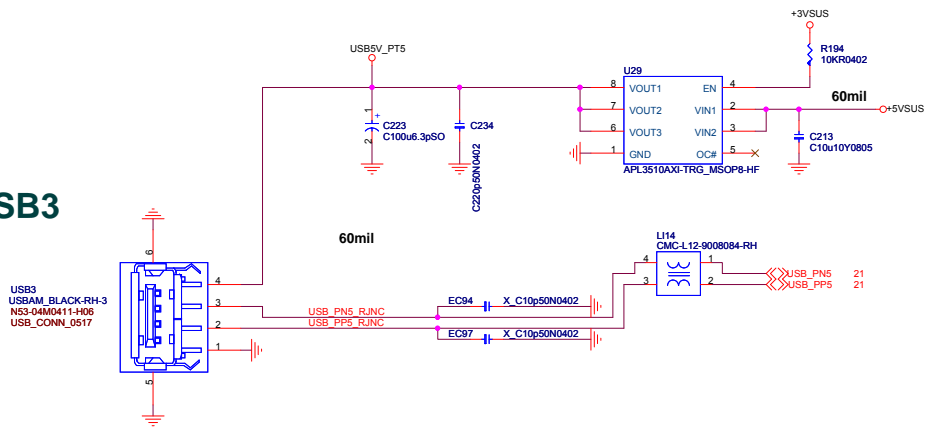 +3VSUS
R194
10KR0402
USB5V_PT5
U29
8 VOUT1 EN 4
7 VOUT2 VIN1 2
6 VOUT3 VIN2 3
1 GND OC# 5
APL3510AXI-TRG_MSOP8-HF
60mil
+5VSUS
C213
C10u10Y0805
1
+
2
C223
C100u6.3pSO
C234
C220p50N0402
SB3
60mil
6
4
3
2
1
5
USB3
USBAM_BLACK-RH-3
N53-04M0411-H06
USB_CONN_0517
USB_PN5_RJNC
USB_PP5_RJNC
EC94
X_C10p50N0402
EC97
X_C10p50N0402
LI14
CMC-L12-9008084-RH
4 1
3 2
USB_PN5 21
USB_PP5 21